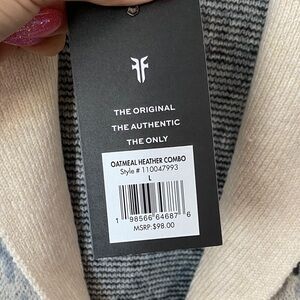 THE ORIGINAL
THE AUTHENTIC
THE ONLY
OATMEAL HEATHER COMBO
Style # 110047993
L
1 98566 64687 6
MSRP: $98.00